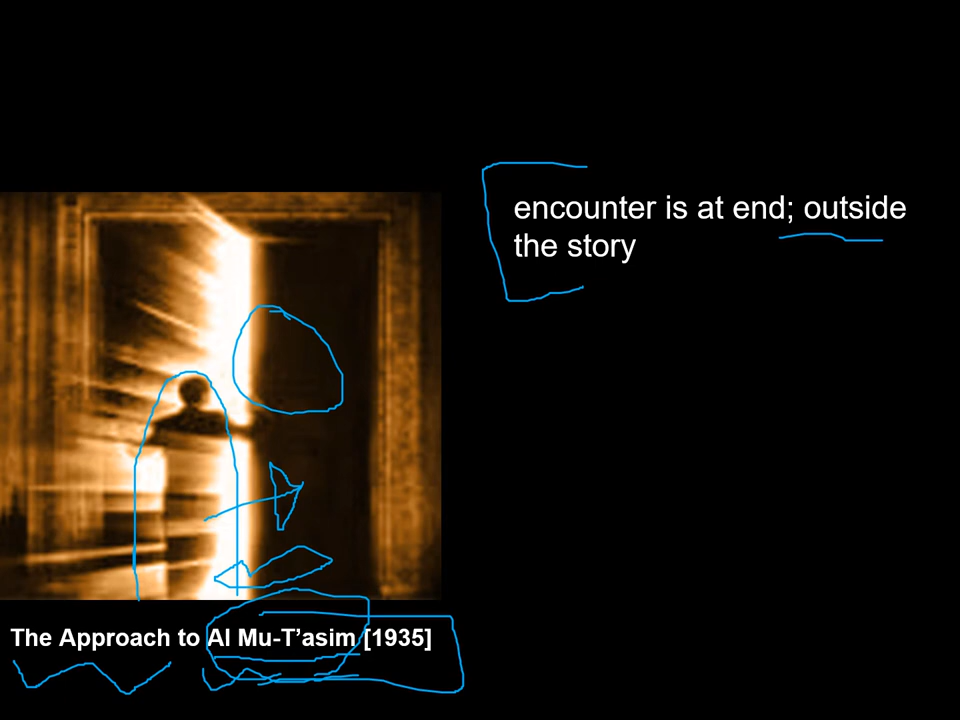 encounter is at end; outside
the story
The Approach to Al Mu-T’asim [1935]